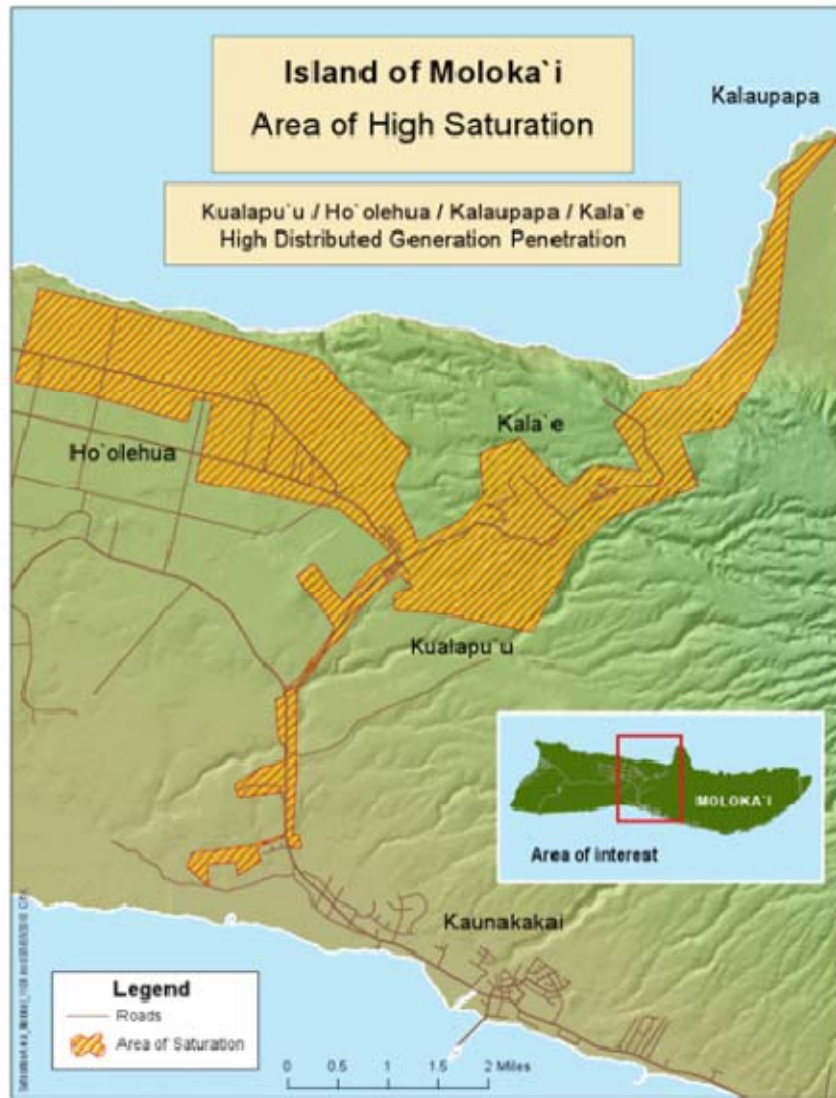 Island of Moloka`i
Area of High Saturation
Kualapu`u / Ho`olehua / Kalaupapa / Kala`e
High Distributed Generation Penetration
Kalaupapa
Kala`e
Ho`olehua
Kualapu`u
MOLOKA`I
Area of interest
Kaunakakai
Legend
Roads
Area of Saturation
0 0.5 1 1.5 2 Miles